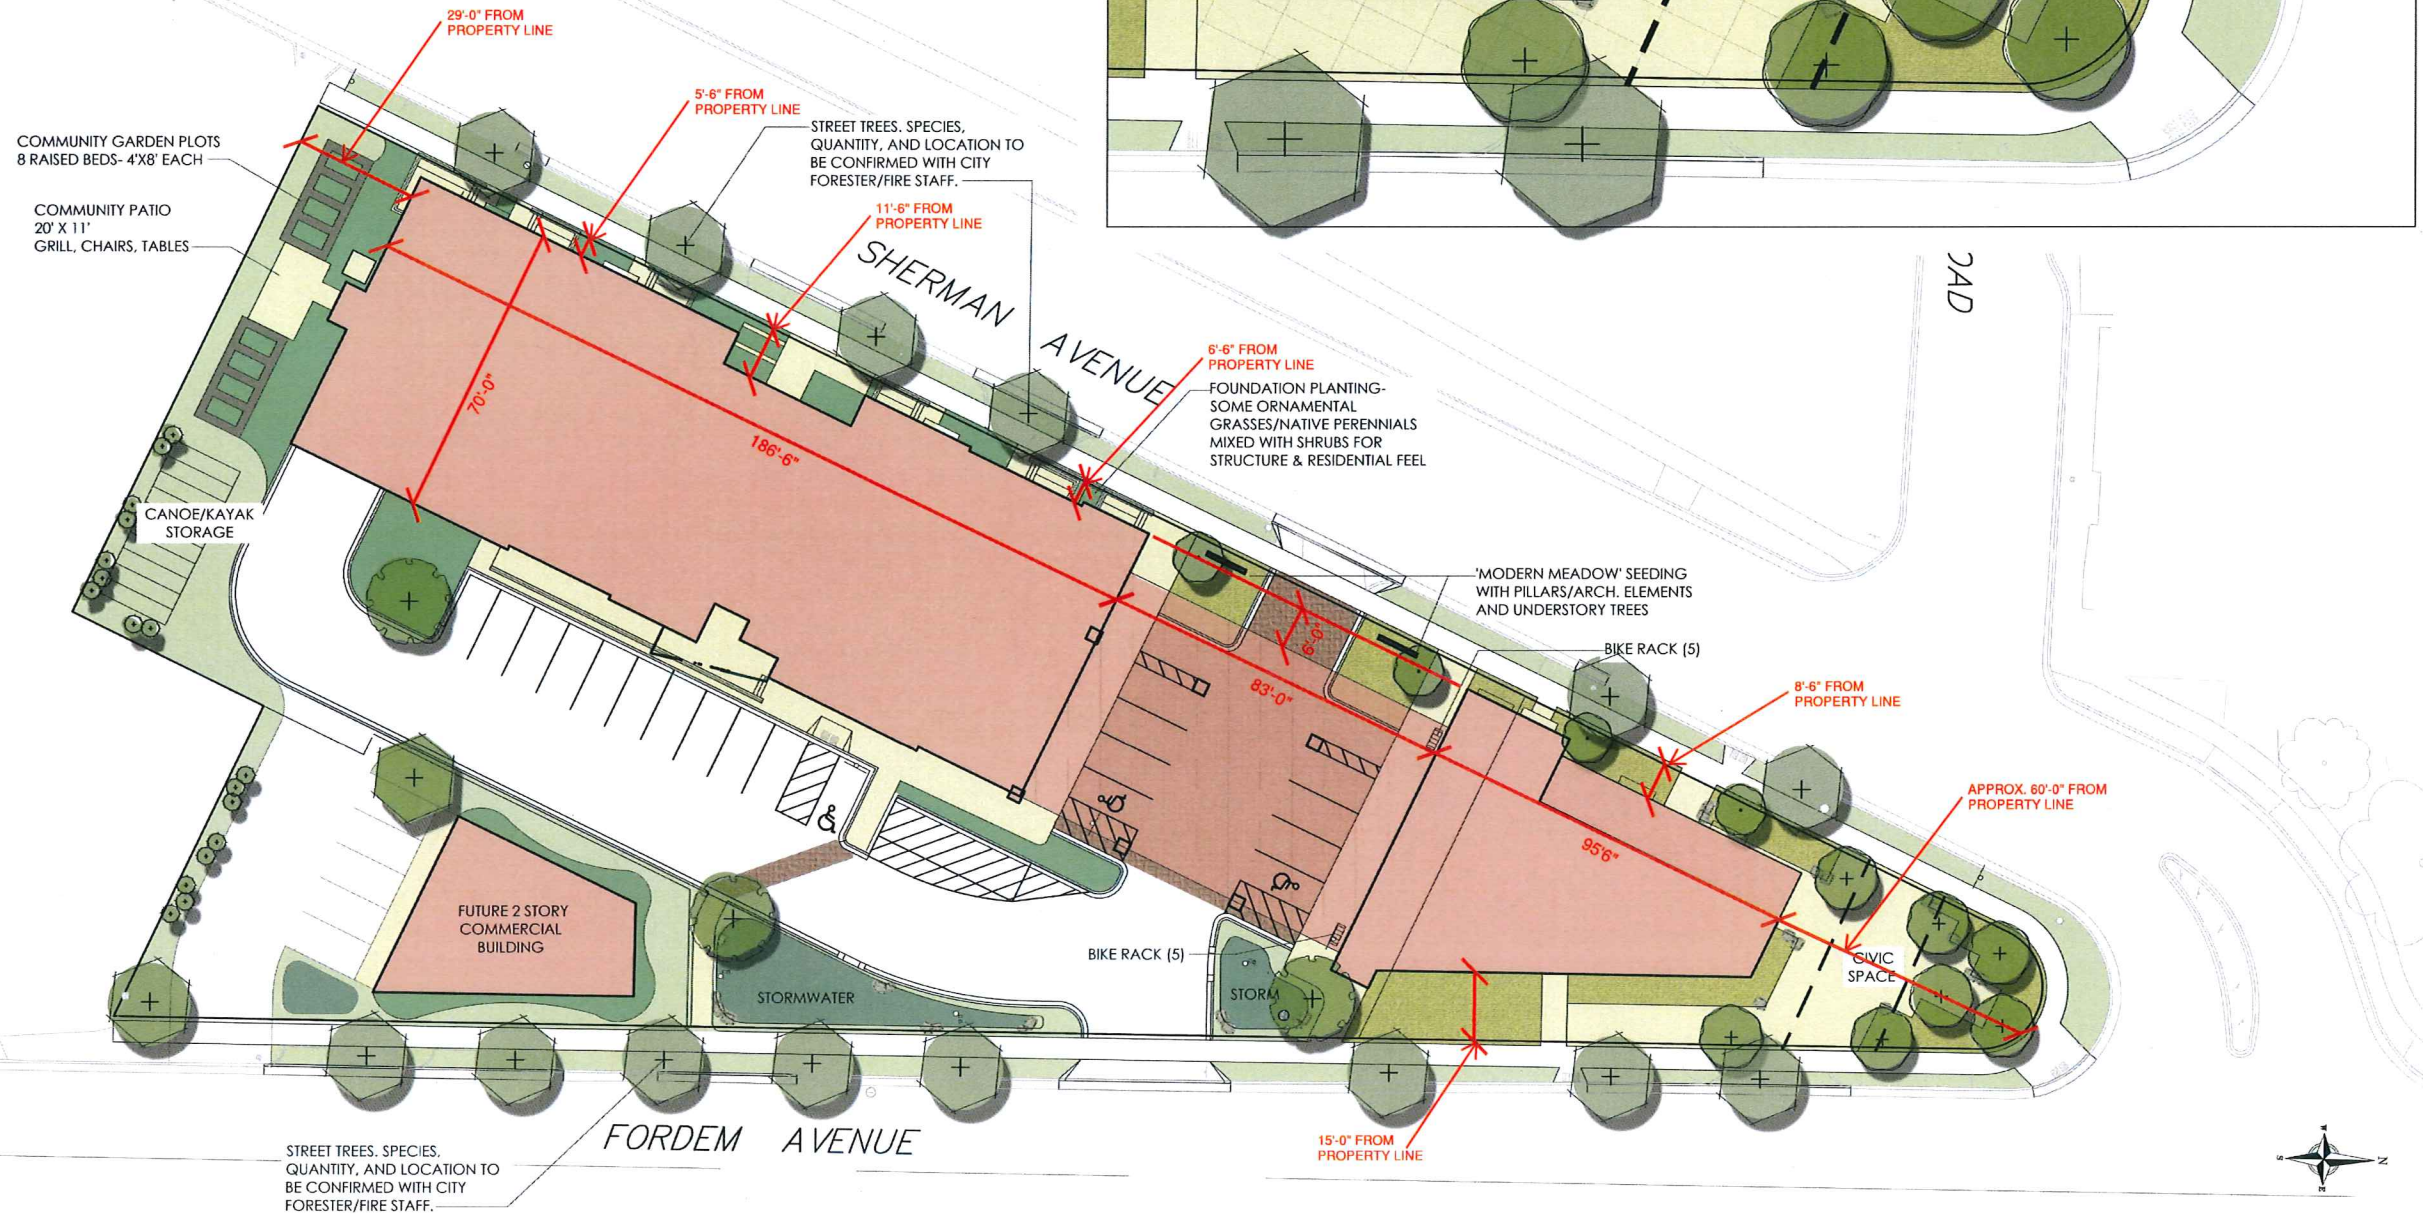 29'-0" FROM
PROPERTY LINE
5'-6" FROM
PROPERTY LINE
COMMUNITY GARDEN PLOTS
8 RAISED BEDS- 4'X8' EACH
STREET TREES. SPECIES,
QUANTITY, AND LOCATION TO
BE CONFIRMED WITH CITY
FORESTER/FIRE STAFF.
COMMUNITY PATIO
20' X 11'
GRILL, CHAIRS, TABLES
11'-6" FROM
PROPERTY LINE
SHERMAN AVENUE
OAD
6'-6" FROM
PROPERTY LINE
FOUNDATION PLANTING-
SOME ORNAMENTAL
GRASSES/NATIVE PERENNIALS
MIXED WITH SHRUBS FOR
STRUCTURE & RESIDENTIAL FEEL
70'-0"
186'-6"
CANOE/KAYAK
STORAGE
'MODERN MEADOW' SEEDING
WITH PILLARS/ARCH. ELEMENTS
AND UNDERSTORY TREES
6'-0"
BIKE RACK (5)
83'-0"
8'-6" FROM
PROPERTY LINE
APPROX. 60'-0" FROM
PROPERTY LINE
95'6"
FUTURE 2 STORY
COMMERCIAL
BUILDING
BIKE RACK (5)
CIVIC
SPACE
STORMWATER
STORM
FORDEM AVENUE
15'-0" FROM
PROPERTY LINE
STREET TREES. SPECIES,
QUANTITY, AND LOCATION TO
BE CONFIRMED WITH CITY
FORESTER/FIRE STAFF.
W
S
N
E